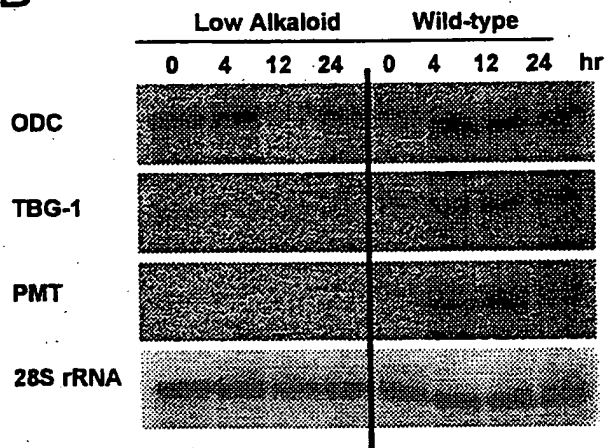 B
Low Alkaloid Wild-type
0 4 12 24 0 4 12 24 hr
ODC
TBG-1
PMT
28S rRNA